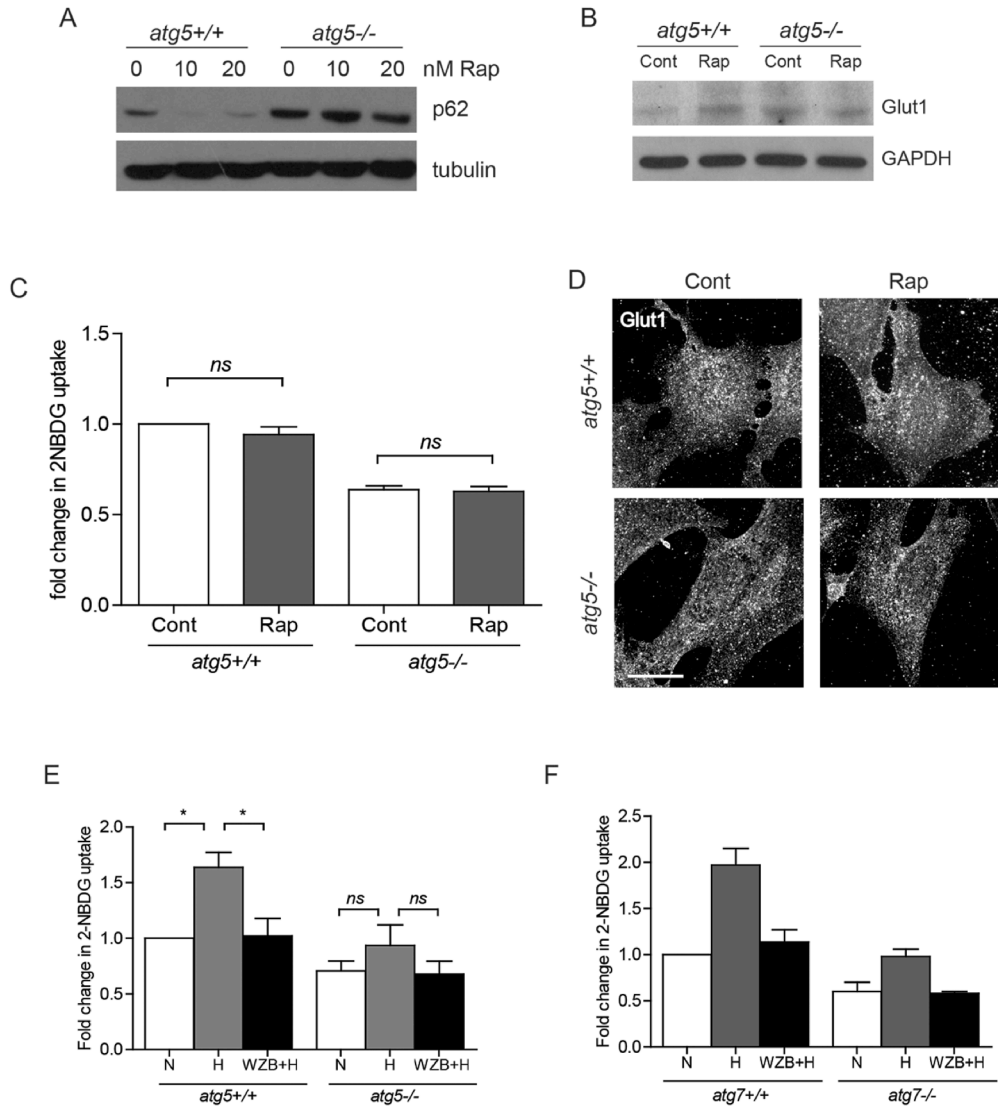 A
atg5+/+ atg5-/-
0 10 20 0 10 20 nM Rap
p62
tubulin
B
atg5+/+ atg5-/-
Cont Rap Cont Rap
Glut1
GAPDH
C
fold change in 2NBDG uptake
1.5
1.0
0.5
0.0
ns
ns
Cont Rap Cont Rap
atg5+/+ atg5-/-
D
Cont Rap
Glut1
atg5+/+
atg5-/-
E
Fold change in 2-NBDG uptake
2.0
1.5
1.0
0.5
0.0
* *
ns ns
N H WZB+H N H WZB+H
atg5+/+ atg5-/-
F
Fold change in 2-NBDG uptake
2.5
2.0
1.5
1.0
0.5
0.0
N H WZB+H N H WZB+H
atg7+/+ atg7-/-